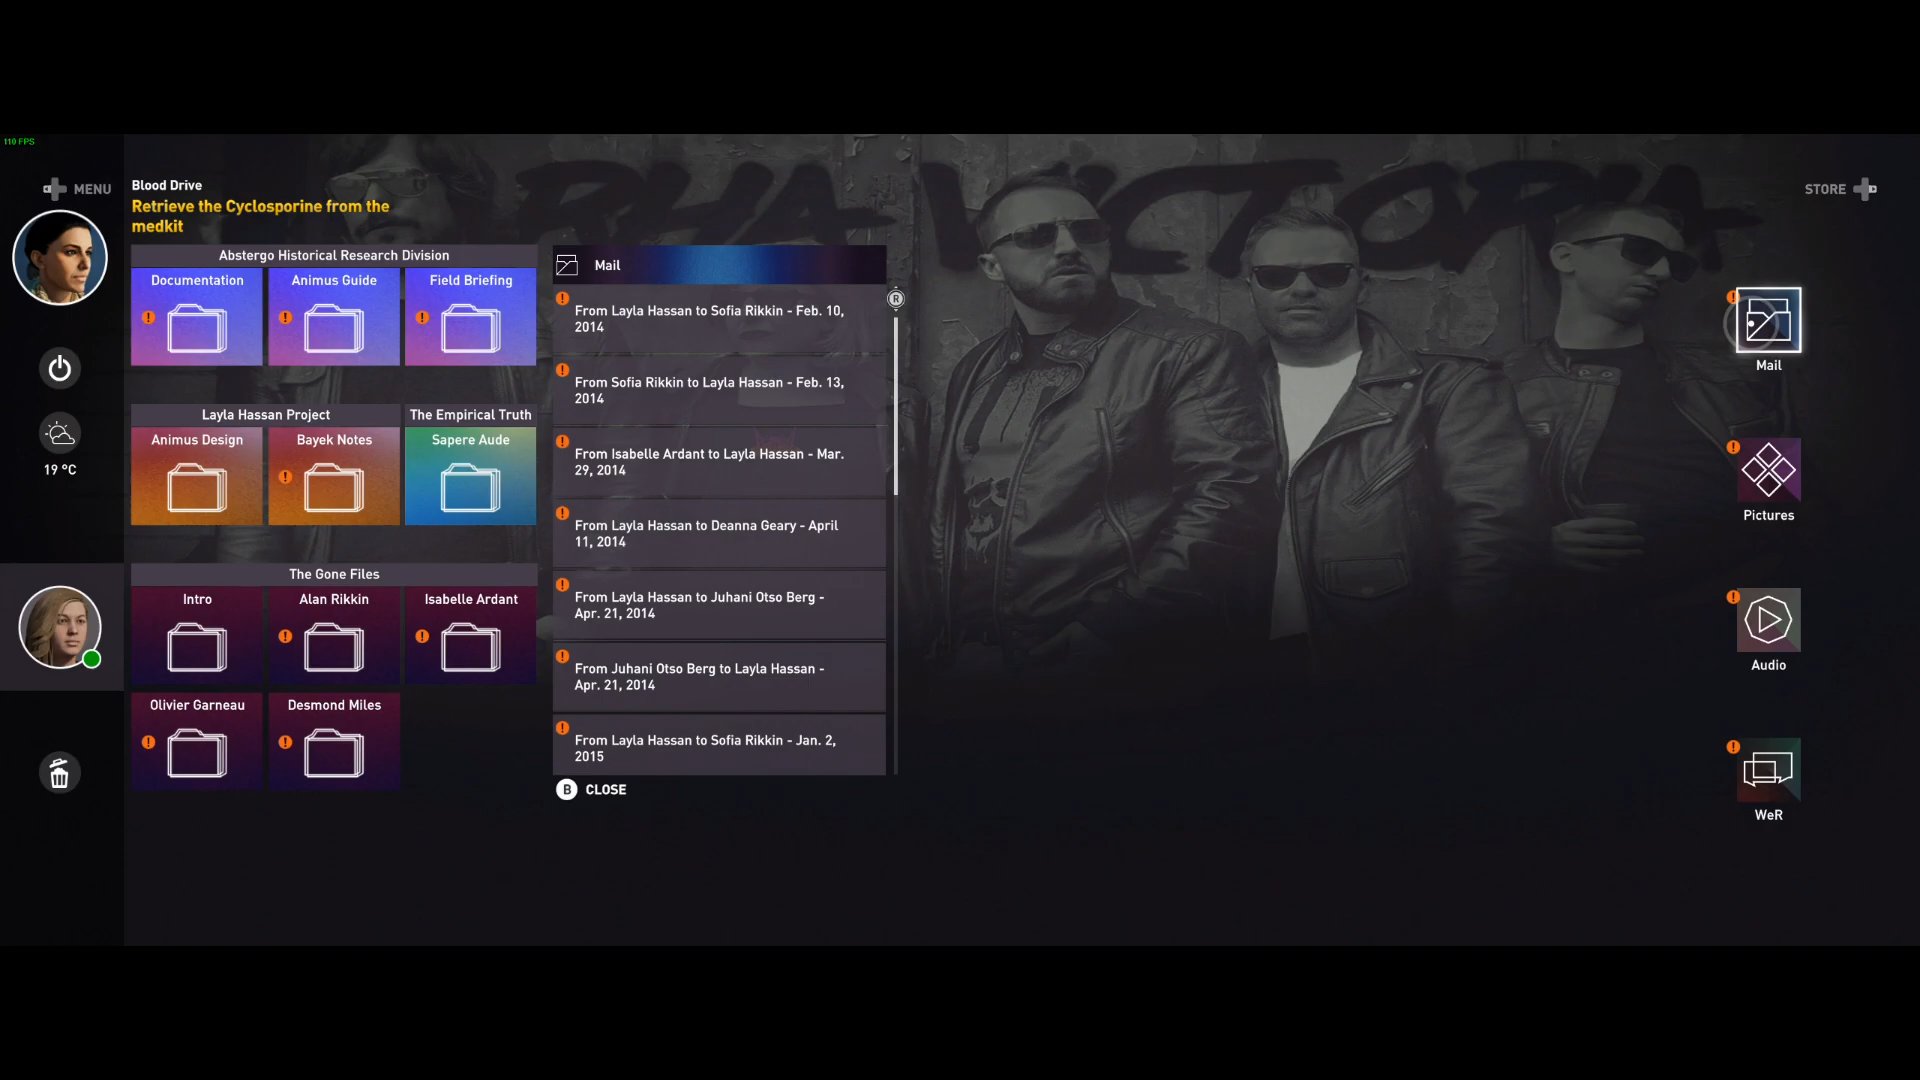 110 FPS
MENU
STORE
Blood Drive
Retrieve the Cyclosporine from the
medkit
Abstergo Historical Research Division
Documentation
Animus Guide
Field Briefing
Layla Hassan Project
The Empirical Truth
Animus Design
Bayek Notes
Sapere Aude
The Gone Files
Intro
Alan Rikkin
Isabelle Ardant
Olivier Garneau
Desmond Miles
19 °C
Mail
From Layla Hassan to Sofia Rikkin - Feb. 10,
2014
From Sofia Rikkin to Layla Hassan - Feb. 13,
2014
From Isabelle Ardant to Layla Hassan - Mar.
29, 2014
From Layla Hassan to Deanna Geary - April
11, 2014
From Layla Hassan to Juhani Otso Berg -
Apr. 21, 2014
From Juhani Otso Berg to Layla Hassan -
Apr. 21, 2014
From Layla Hassan to Sofia Rikkin - Jan. 2,
2015
R
B CLOSE
Mail
Pictures
Audio
WeR